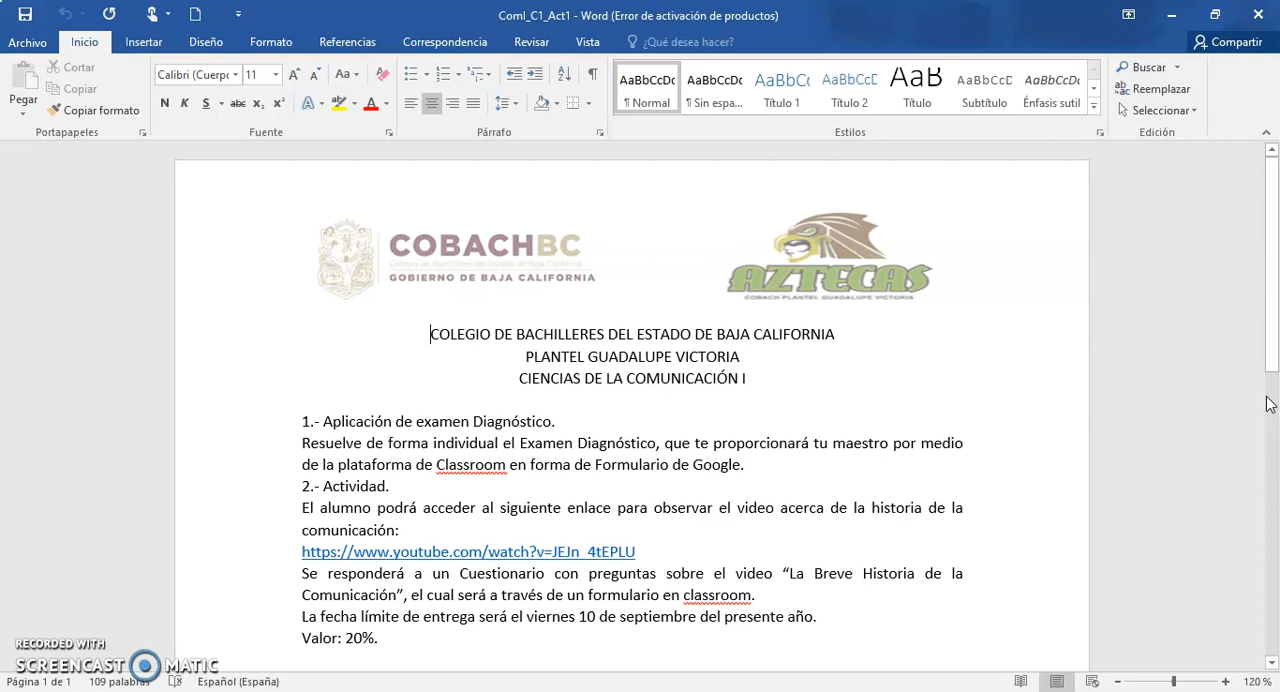 ComI_C1_Act1 - Word (Error de activación de productos)
Archivo Inicio Insertar Diseño Formato Referencias Correspondencia Revisar Vista ¿Qué desea hacer? Compartir
Pegar
Cortar
Copiar
Copiar formato
Portapapeles
Calibri (Cuerpo 11
Fuente
Párrafo
AaBbCcDc AaBbCcDc AaBbCc AaBbCcD AaB AaBbCcD AaBbCcDc
¶ Normal ¶ Sin espa... Título 1 Título 2 Título Subtítulo Énfasis sutil
Estilos
Buscar
Reemplazar
Seleccionar
Edición
COBACHBC
Colegio de Bachilleres del Estado de Baja California
GOBIERNO DE BAJA CALIFORNIA
AZTECAS
COBACH PLANTEL GUADALUPE VICTORIA
COLEGIO DE BACHILLERES DEL ESTADO DE BAJA CALIFORNIA
PLANTEL GUADALUPE VICTORIA
CIENCIAS DE LA COMUNICACIÓN I
1.- Aplicación de examen Diagnóstico.
Resuelve de forma individual el Examen Diagnóstico, que te proporcionará tu maestro por medio
de la plataforma de Classroom en forma de Formulario de Google.
2.- Actividad.
El alumno podrá acceder al siguiente enlace para observar el video acerca de la historia de la
comunicación:
https://www.youtube.com/watch?v=JEJn_4tEPLU
Se responderá a un Cuestionario con preguntas sobre el video “La Breve Historia de la
Comunicación”, el cual será a través de un formulario en classroom.
La fecha límite de entrega será el viernes 10 de septiembre del presente año.
Valor: 20%.
RECORDED WITH
SCREENCAST MATIC
Página 1 de 1 109 palabras Español (España) 120 %